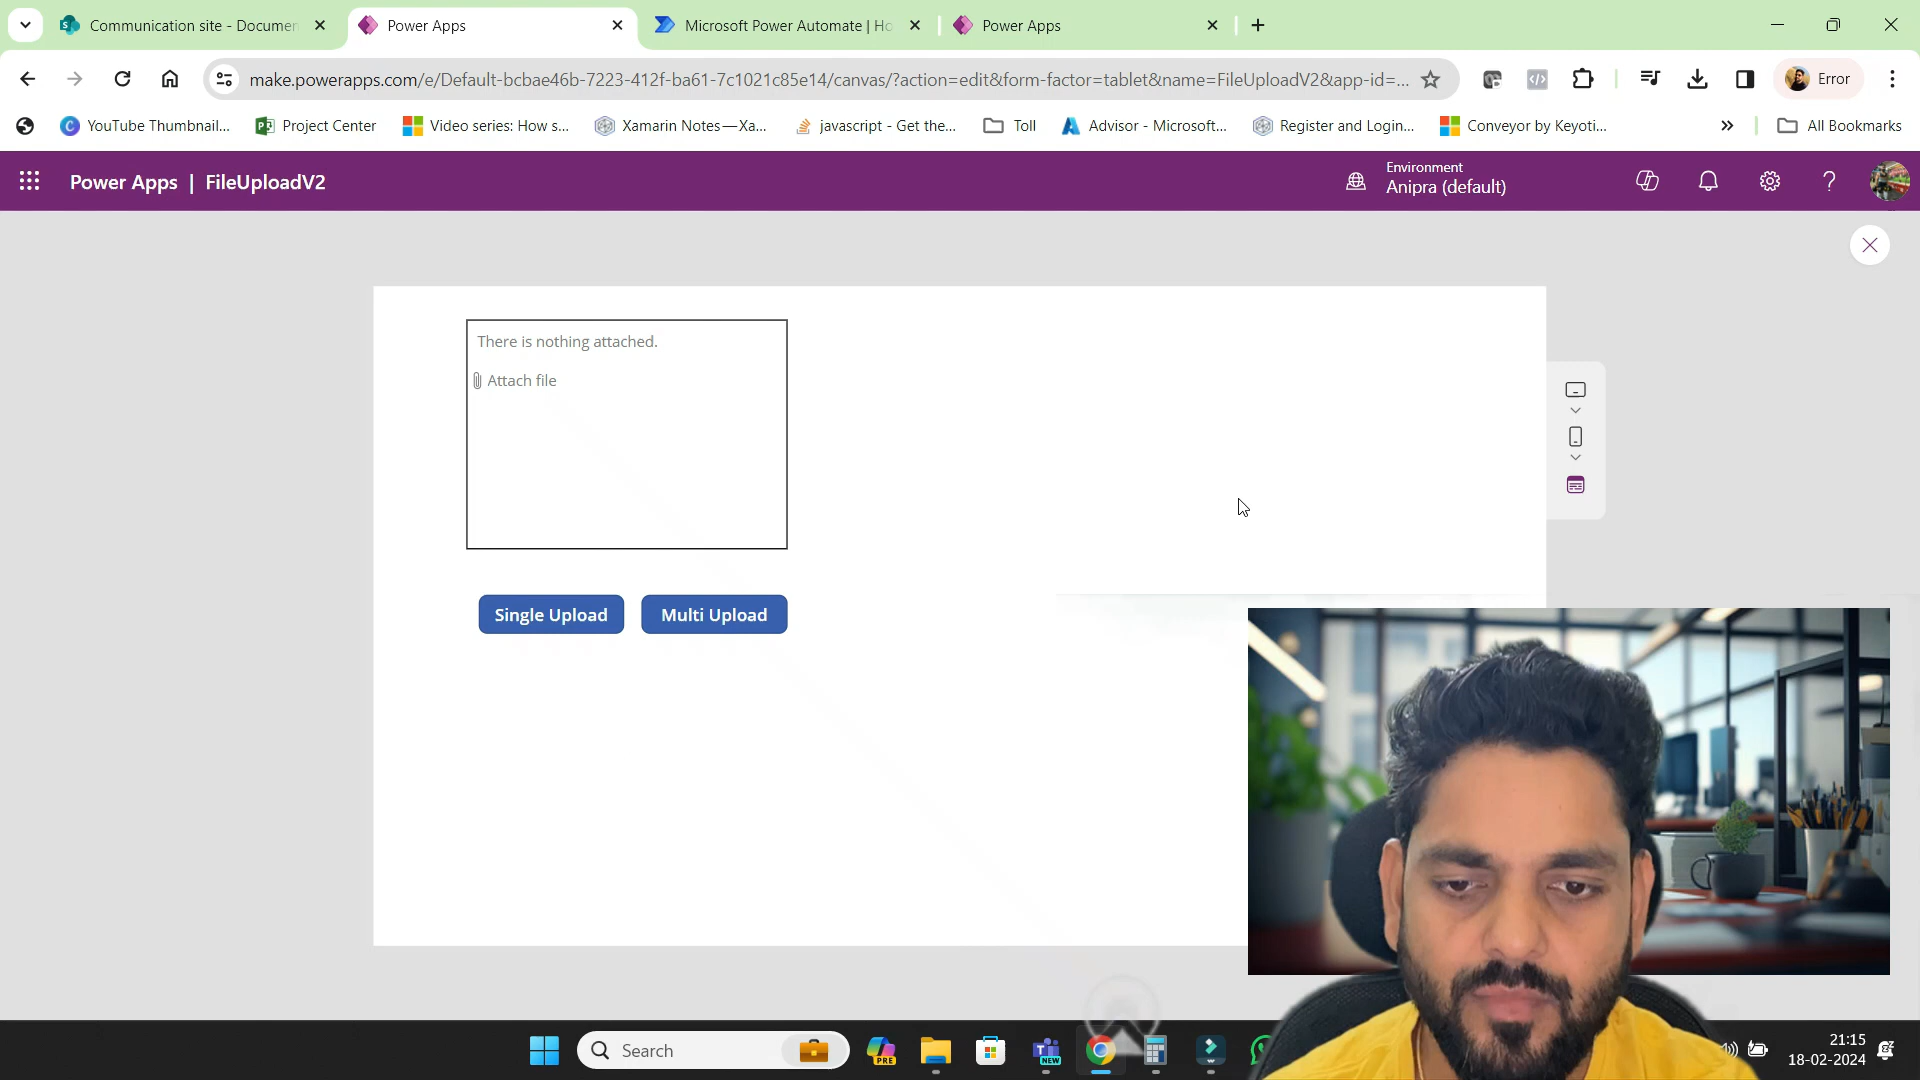 Communication site - Documen
Power Apps
Microsoft Power Automate | Ho
Power Apps
make.powerapps.com/e/Default-bcbae46b-7223-412f-ba61-7c1021c85e14/canvas/?action=edit&form-factor=tablet&name=FileUploadV2&app-id=...
Error
YouTube Thumbnail...
Project Center
Video series: How s...
Xamarin Notes—Xa...
javascript - Get the...
Toll
Advisor - Microsoft...
Register and Login...
Conveyor by Keyoti...
All Bookmarks
Power Apps | FileUploadV2
Environment
Anipra (default)
There is nothing attached.
Attach file
Single Upload
Multi Upload
Search
PRE
NEW
21:15
18-02-2024